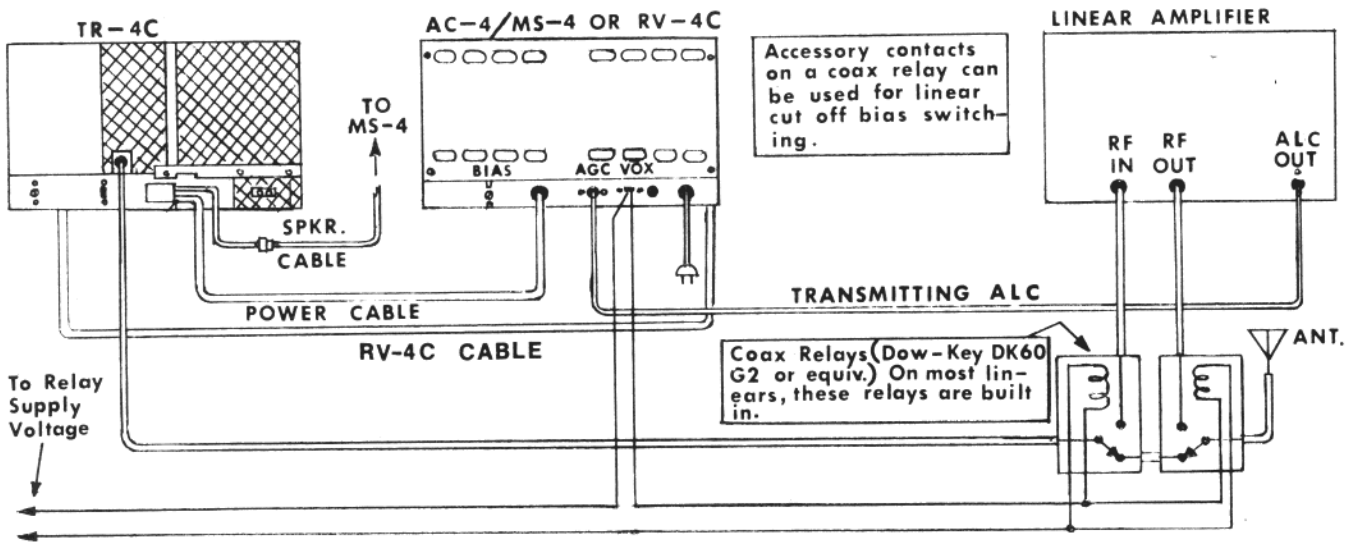 TR-4C
AC-4/MS-4 OR RV-4C
LINEAR AMPLIFIER
Accessory contacts
on a coax relay can
be used for linear
cut off bias switch-
ing.
TO
MS-4
RF
IN
RF
OUT
ALC
OUT
BIAS
AGC VOX
SPKR.
CABLE
POWER CABLE
TRANSMITTING ALC
RV-4C CABLE
Coax Relays(Dow-Key DK60
G2 or equiv.) On most lin-
ears, these relays are built
in.
ANT.
To Relay
Supply
Voltage